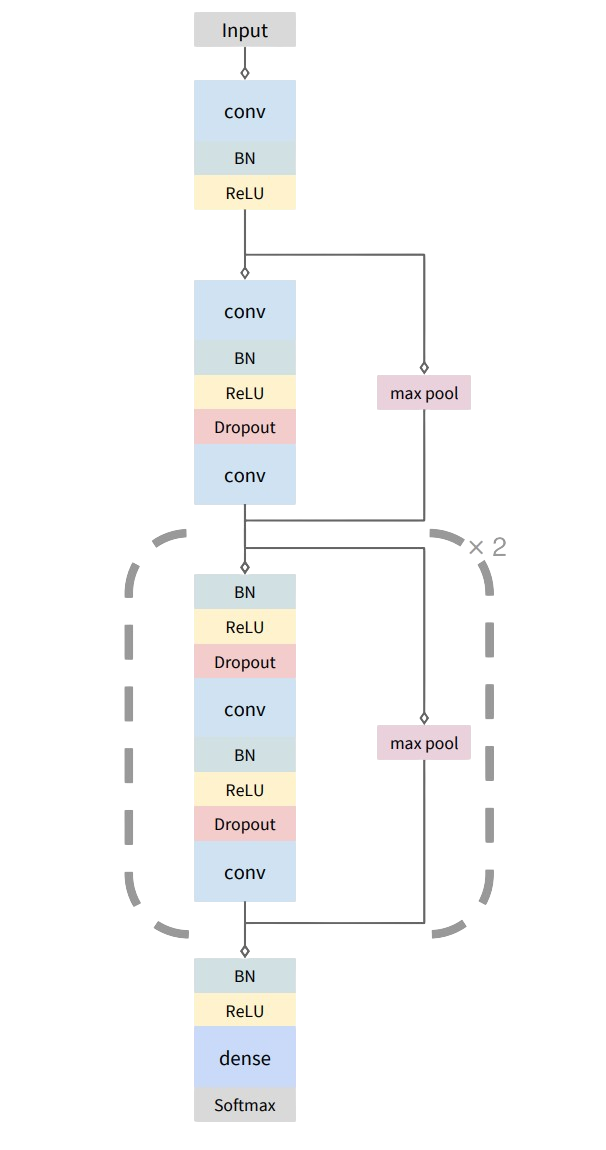 Input
conv
BN
ReLU
conv
BN
ReLU
max pool
Dropout
conv
× 2
BN
ReLU
Dropout
conv
max pool
BN
ReLU
Dropout
conv
BN
ReLU
dense
Softmax